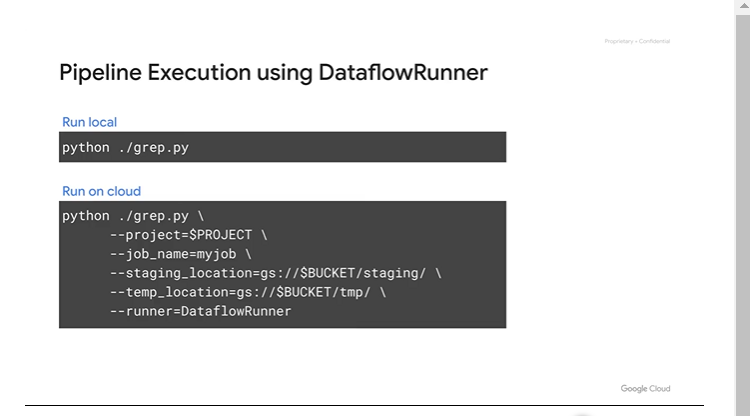 Proprietary + Confidential
Pipeline Execution using DataflowRunner
Run local
python ./grep.py
Run on cloud
python ./grep.py \
--project=$PROJECT \
--job_name=myjob \
--staging_location=gs://$BUCKET/staging/ \
--temp_location=gs://$BUCKET/tmp/ \
--runner=DataflowRunner
Google Cloud